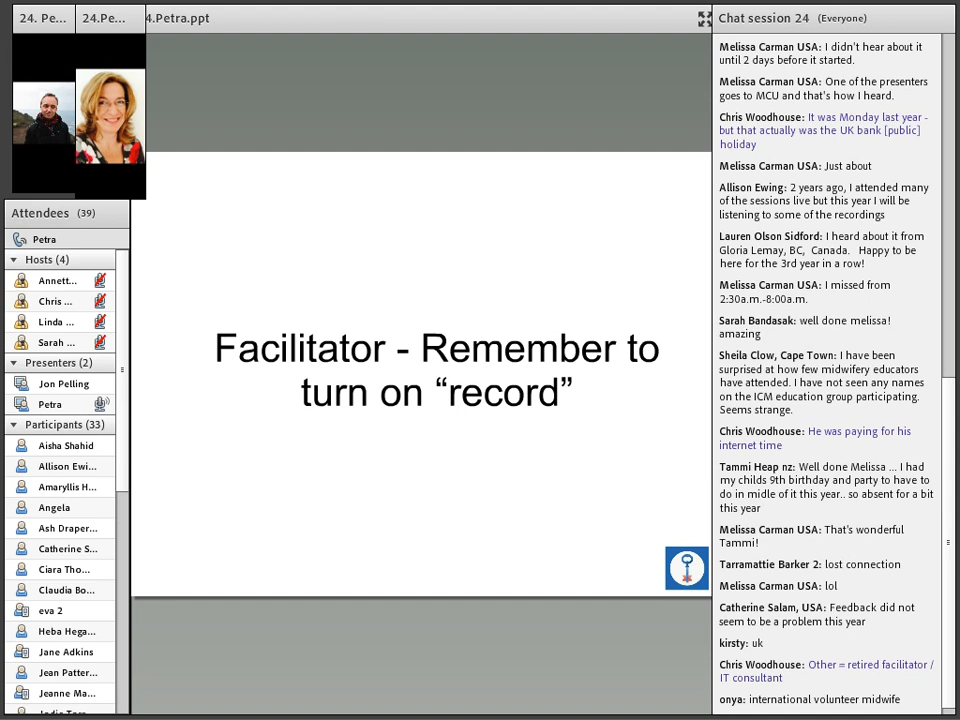 24. Pe...
24.Pe...
4.Petra.ppt
Chat session 24 (Everyone)
Attendees (39)
Petra
Hosts (4)
Annett...
Chris ...
Linda ...
Sarah ...
Presenters (2)
Jon Pelling
Petra
Participants (33)
Aisha Shahid
Allison Ewi...
Amaryllis H...
Angela
Ash Draper...
Catherine S...
Ciara Tho...
Claudia Bo...
eva 2
Heba Hega...
Jane Adkins
Jean Patter...
Jeanne Ma...
Facilitator - Remember to
turn on “record”
Melissa Carman USA: I didn't hear about it
until 2 days before it started.
Melissa Carman USA: One of the presenters
goes to MCU and that's how I heard.
Chris Woodhouse: It was Monday last year -
but that actually was the UK bank [public]
holiday
Melissa Carman USA: Just about
Allison Ewing: 2 years ago, I attended many
of the sessions live but this year I will be
listening to some of the recordings
Lauren Olson Sidford: I heard about it from
Gloria Lemay, BC, Canada. Happy to be
here for the 3rd year in a row!
Melissa Carman USA: I missed from
2:30a.m.-8:00a.m.
Sarah Bandasak: well done melissa!
amazing
Sheila Clow, Cape Town: I have been
surprised at how few midwifery educators
have attended. I have not seen any names
on the ICM education group participating.
Seems strange.
Chris Woodhouse: He was paying for his
internet time
Tammi Heap nz: Well done Melissa ... I had
my childs 9th birthday and party to have to
do in midle of it this year.. so absent for a bit
this year
Melissa Carman USA: That's wonderful
Tammi!
Tarramattie Barker 2: lost connection
Melissa Carman USA: lol
Catherine Salam, USA: Feedback did not
seem to be a problem this year
kirsty: uk
Chris Woodhouse: Other = retired facilitator /
IT consultant
onya: international volunteer midwife